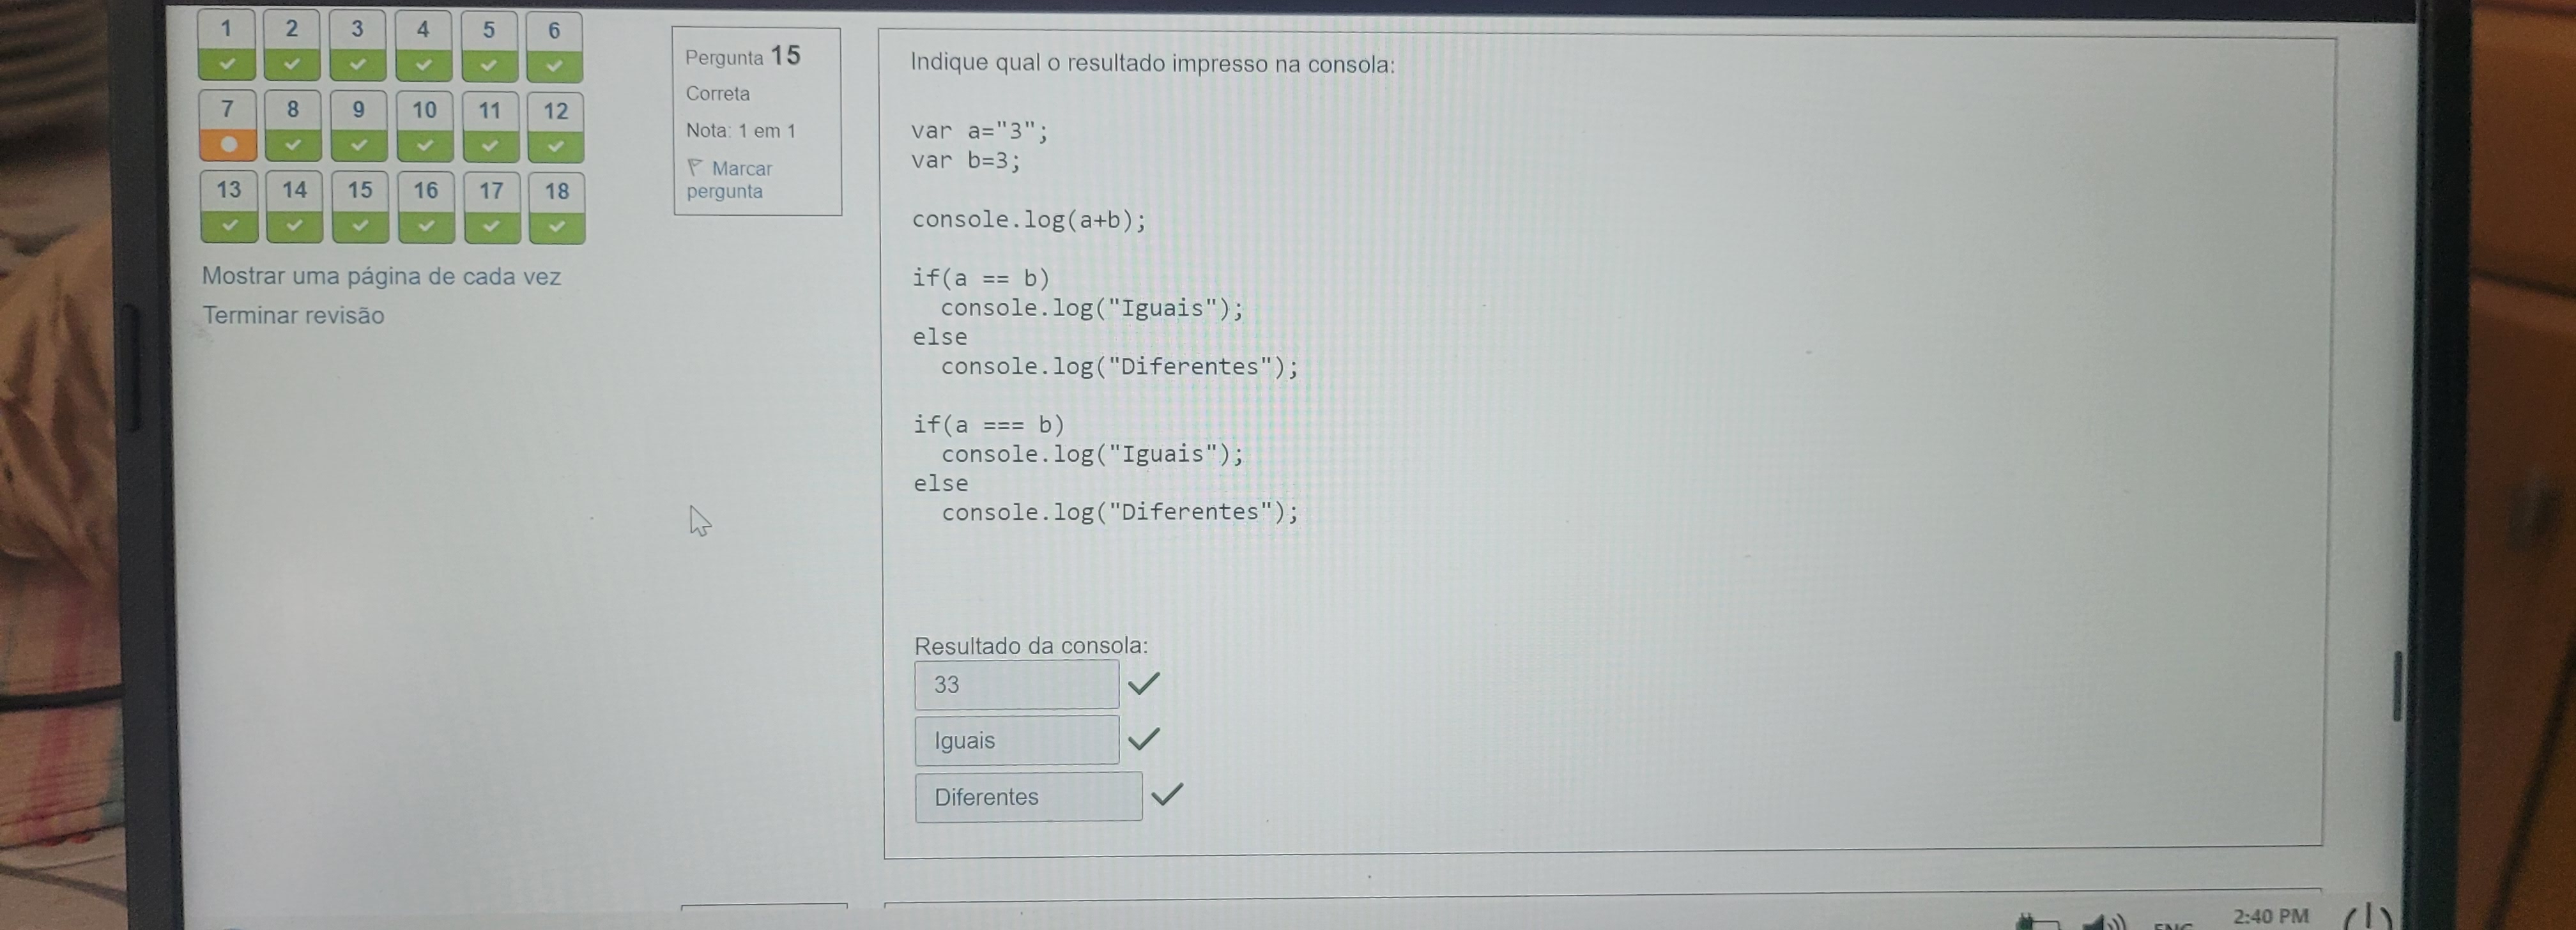 1 2 3 4 5 6
7 8 9 10 11 12
13 14 15 16 17 18
Mostrar uma página de cada vez
Terminar revisão
Pergunta 15
Correta
Nota: 1 em 1
Marcar
pergunta
Indique qual o resultado impresso na consola:
var a="3";
var b=3;
console.log(a+b);
if(a == b)
console.log("Iguais");
else
console.log("Diferentes");
if(a === b)
console.log("Iguais");
else
console.log("Diferentes");
Resultado da consola:
33
Iguais
Diferentes
2:40 PM